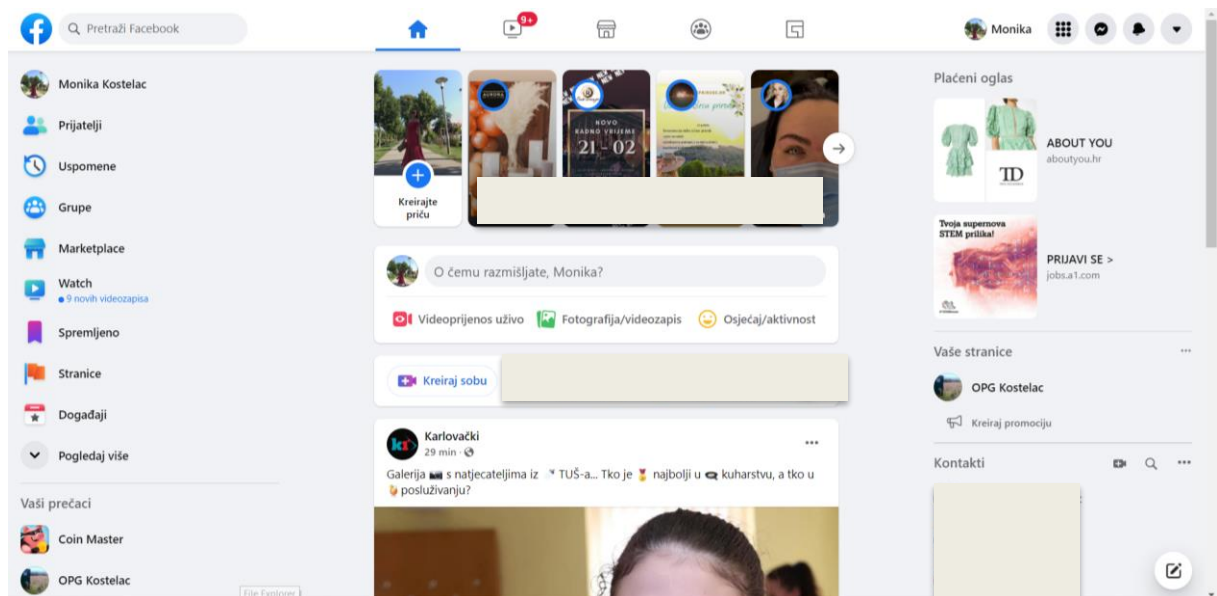 Pretraži Facebook
9+
Monika
Monika Kostelac
Prijatelji
Uspomene
Grupe
Marketplace
Watch
9 novih videozapisa
Spremljeno
Stranice
Događaji
Pogledaj više
Vaši prečaci
Coin Master
OPG Kostelac
File Explorer
Kreirajte
priču
AURORA
NOVO
RADNO VRIJEME
21 - 02
O čemu razmišljate, Monika?
Videoprijenos uživo
Fotografija/videozapis
Osjećaj/aktivnost
Kreiraj sobu
Karlovački
29 min ·
Galerija 📷 s natjecateljima iz TUŠ-a... Tko je 🏅 najbolji u 🍳 kuharstvu, a tko u
🍹 posluživanju?
Plaćeni oglas
TD
ABOUT YOU
aboutyou.hr
Tvoja supernova
STEM prilika!
PRIJAVI SE >
jobs.a1.com
Vaše stranice
OPG Kostelac
Kreiraj promociju
Kontakti